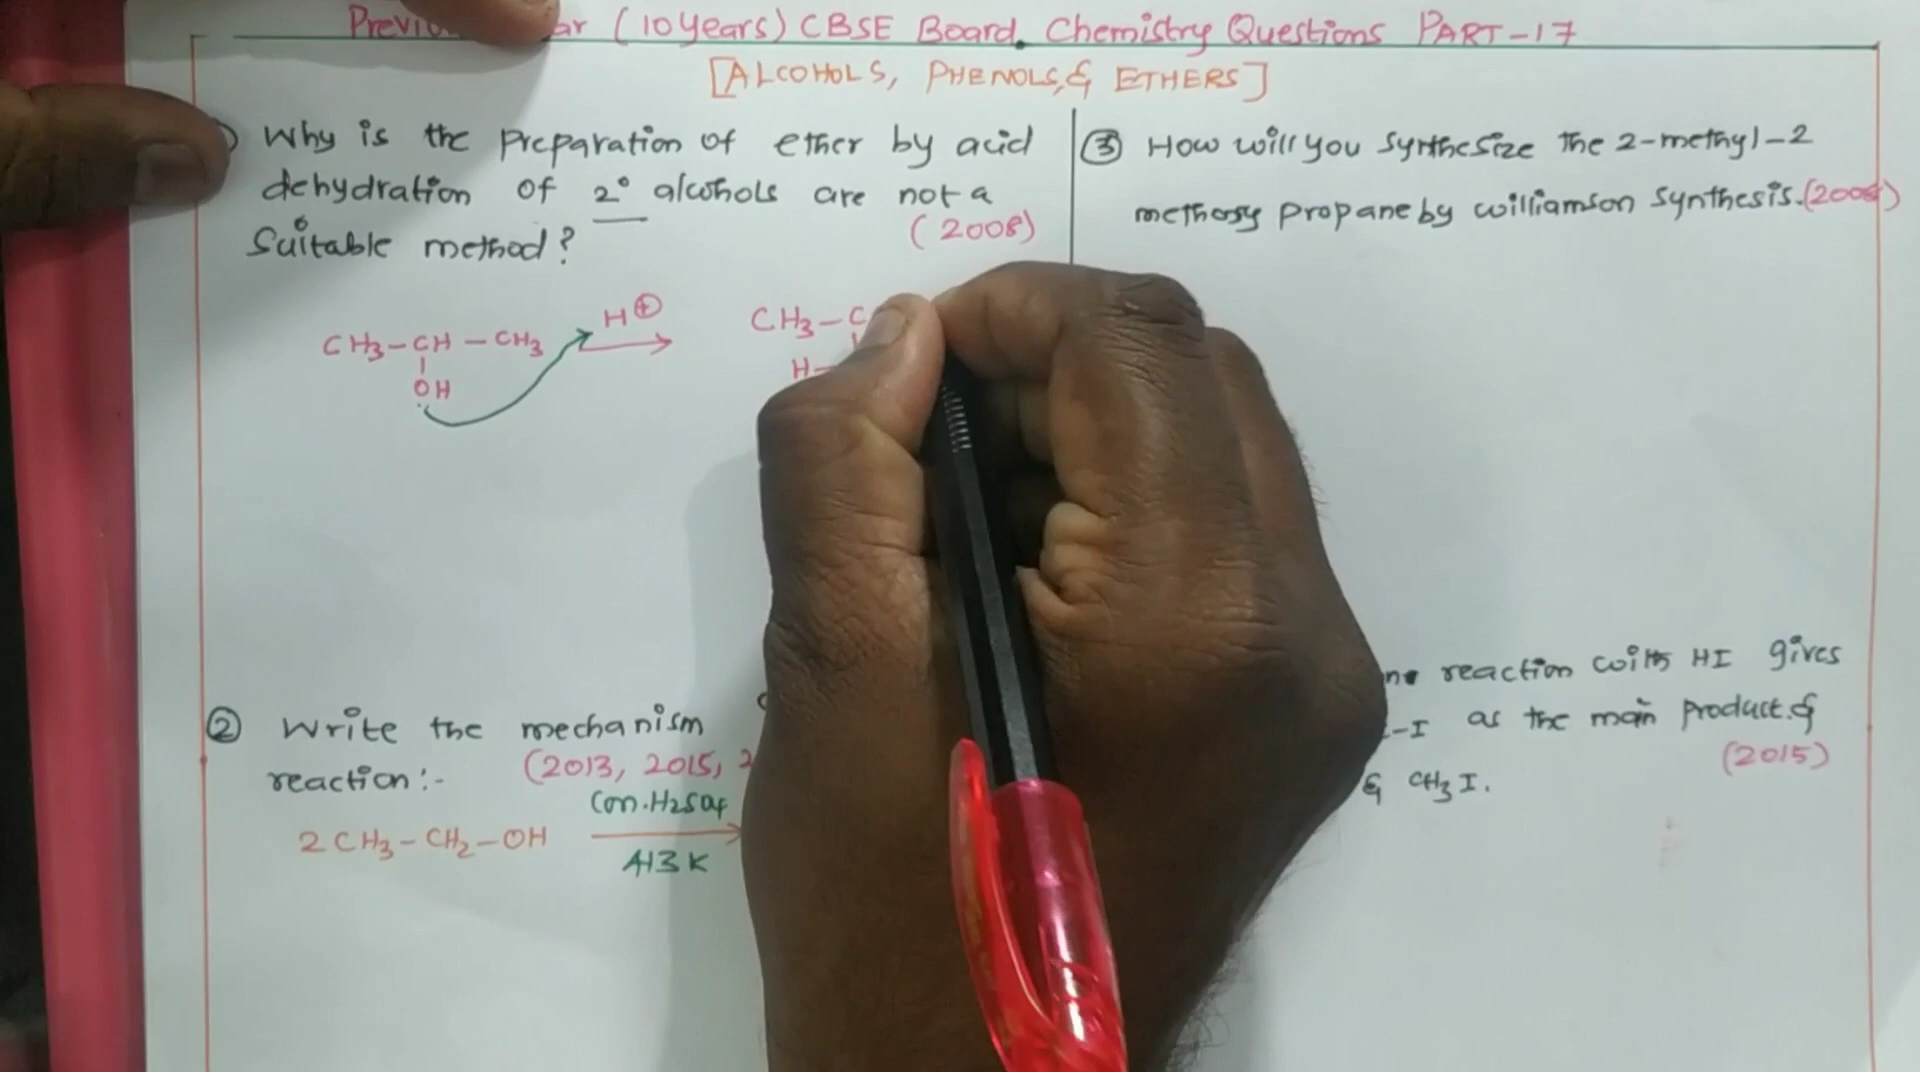 (10 Years) CBSE Board Chemistry Questions PART-17
[ALCOHOLS, PHENOLS, & ETHERS]
Why is the preparation of ether by acid
dehydration of 2° alcohols are not a
Suitable method?
(2008)
CH3-CH-CH3
OH
H⊕
CH3-C
H-
② Write the mechanism
reaction:-
(2013, 2015, 2
2CH3-CH2-OH
Con.H2SO4
413 K
③ How will you synthesize the 2-methyl-2
methoxy propane by williamson synthesis.
reaction with HI gives
-I as the main product &
(2015)
& CH3I.